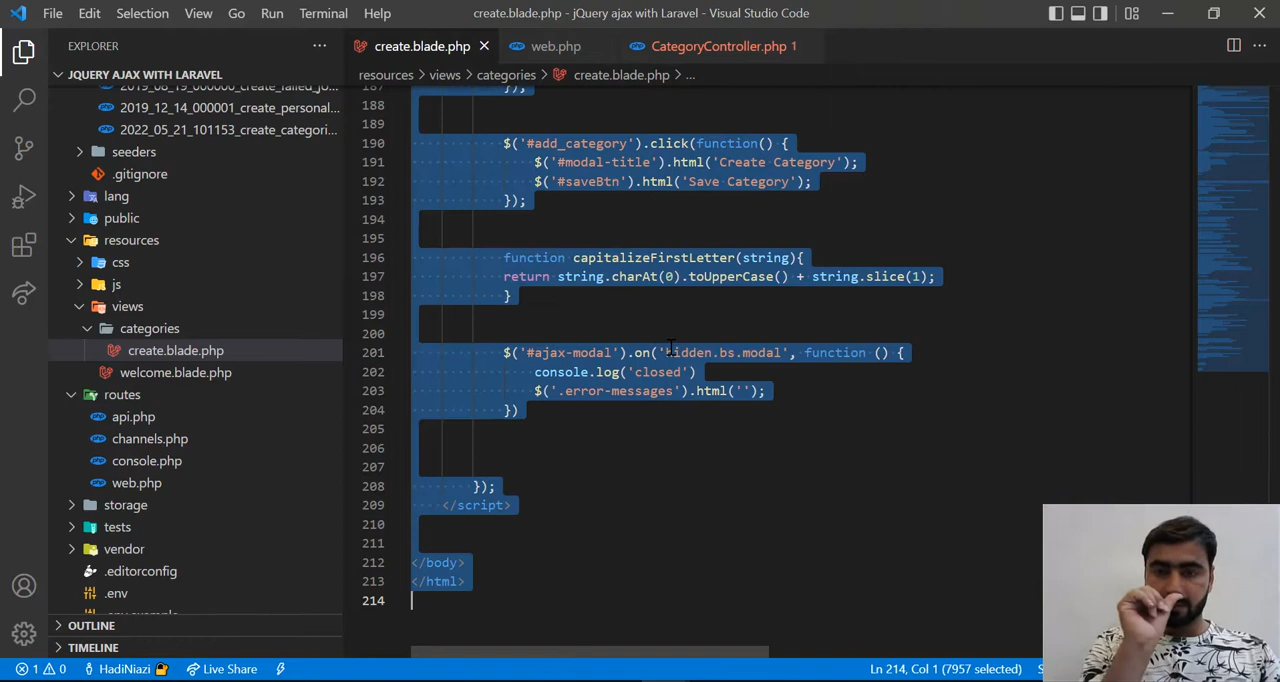 File Edit Selection View Go Run Terminal Help create.blade.php - jQuery ajax with Laravel - Visual Studio Code
EXPLORER ··· create.blade.php web.php CategoryController.php 1 ···
JQUERY AJAX WITH LARAVEL resources > views > categories > create.blade.php > ...
2019_08_19_000000_create_failed_jo...
2019_12_14_000001_create_personal...
2022_05_21_101153_create_categori...
seeders
.gitignore
lang
public
resources
css
js
views
categories
create.blade.php
welcome.blade.php
routes
api.php
channels.php
console.php
web.php
storage
tests
vendor
.editorconfig
.env
OUTLINE
TIMELINE
187 });
188
189
190 $('#add_category').click(function() {
191 $('#modal-title').html('Create Category');
192 $('#saveBtn').html('Save Category');
193 });
194
195
196 function capitalizeFirstLetter(string){
197 return string.charAt(0).toUpperCase() + string.slice(1);
198 }
199
200
201 $('#ajax-modal').on('hidden.bs.modal', function () {
202 console.log('closed')
203 $('.error-messages').html('');
204 })
205
206
207
208 });
209 </script>
210
211
212 </body>
213 </html>
214
1 0 HadiNiazi Live Share Ln 214, Col 1 (7957 selected)